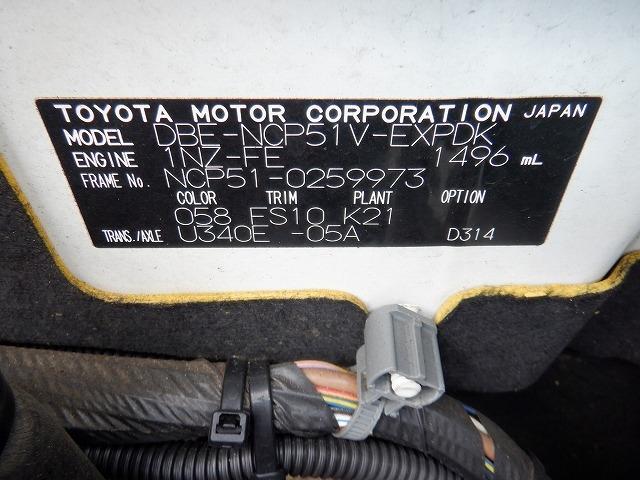 TOYOTA MOTOR CORPORATION JAPAN
MODEL DBE-NCP51V-EXPDK
ENGINE 1NZ-FE 1496 mL
FRAME No. NCP51-0259973
COLOR TRIM PLANT OPTION
058 FS10 K21
TRANS./AXLE U340E -05A D314